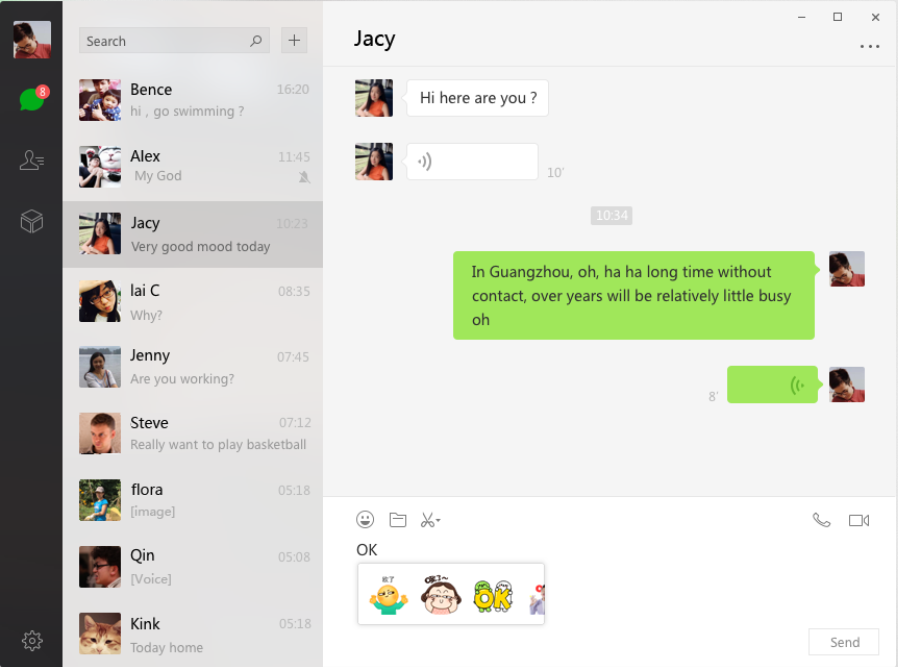 8
Search
Bence 16:20
hi , go swimming ?
Alex 11:45
My God
Jacy 10:23
Very good mood today
lai C 08:35
Why?
Jenny 07:45
Are you working?
Steve 07:12
Really want to play basketball
flora 05:18
[image]
Qin 05:08
[Voice]
Kink 05:18
Today home
Jacy
Hi here are you ?
10′
10:34
In Guangzhou, oh, ha ha long time without
contact, over years will be relatively little busy
oh
8′
OK
OK
Send